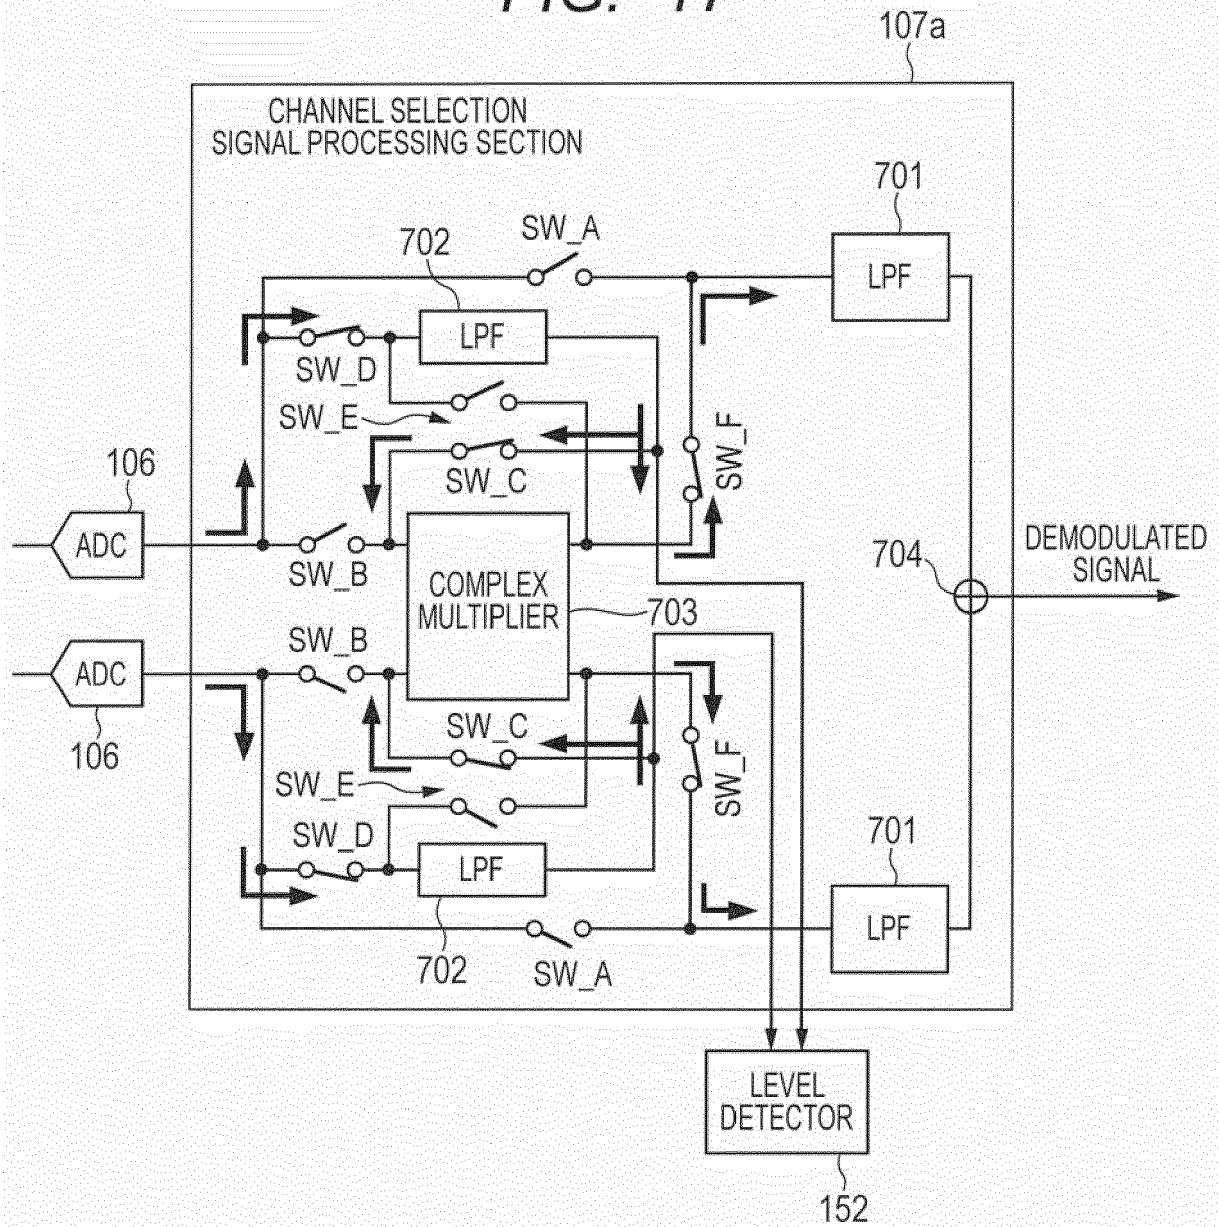 107a
CHANNEL SELECTION
SIGNAL PROCESSING SECTION
701
SW_A
702
LPF
LPF
SW_D
SW_E
SW_F
SW_C
106
ADC
DEMODULATED
SIGNAL
704
SW_B
COMPLEX
MULTIPLIER
703
SW_B
ADC
SW_C
106
SW_F
SW_E
SW_D
701
LPF
LPF
702
SW_A
LEVEL
DETECTOR
152